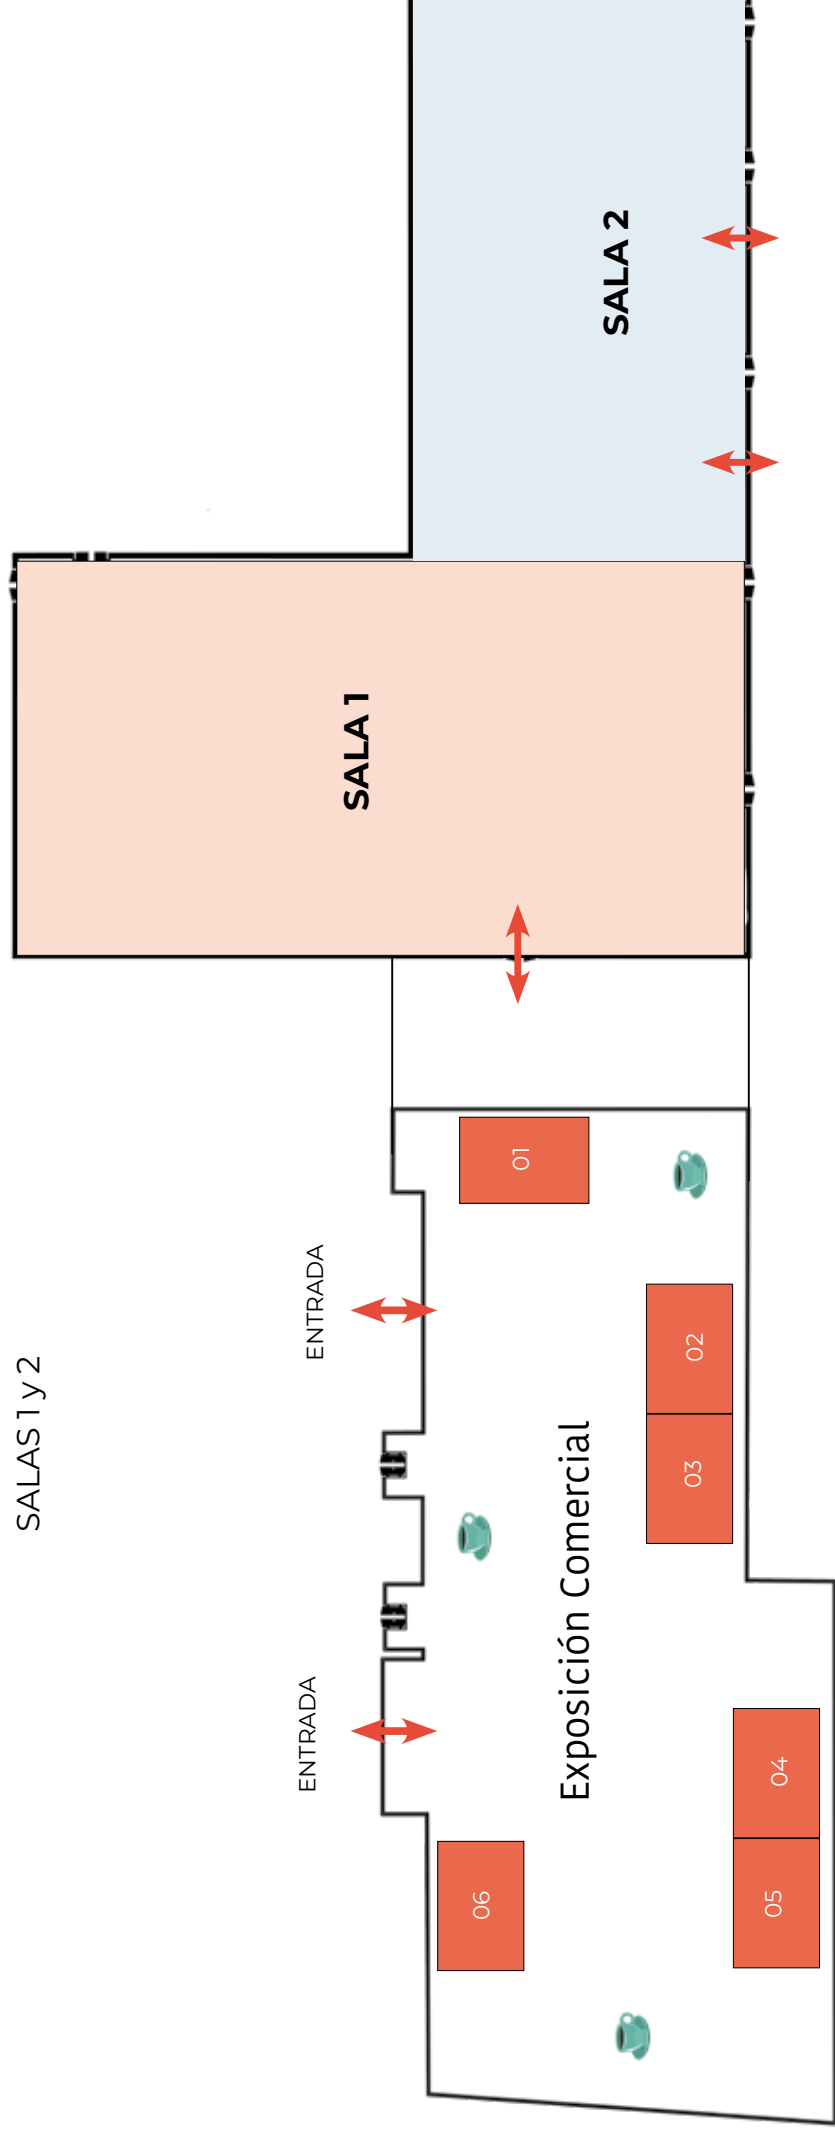 SALAS 1 y 2
ENTRADA
ENTRADA
SALA 1
SALA 2
Exposición Comercial
01
02
03
04
05
06